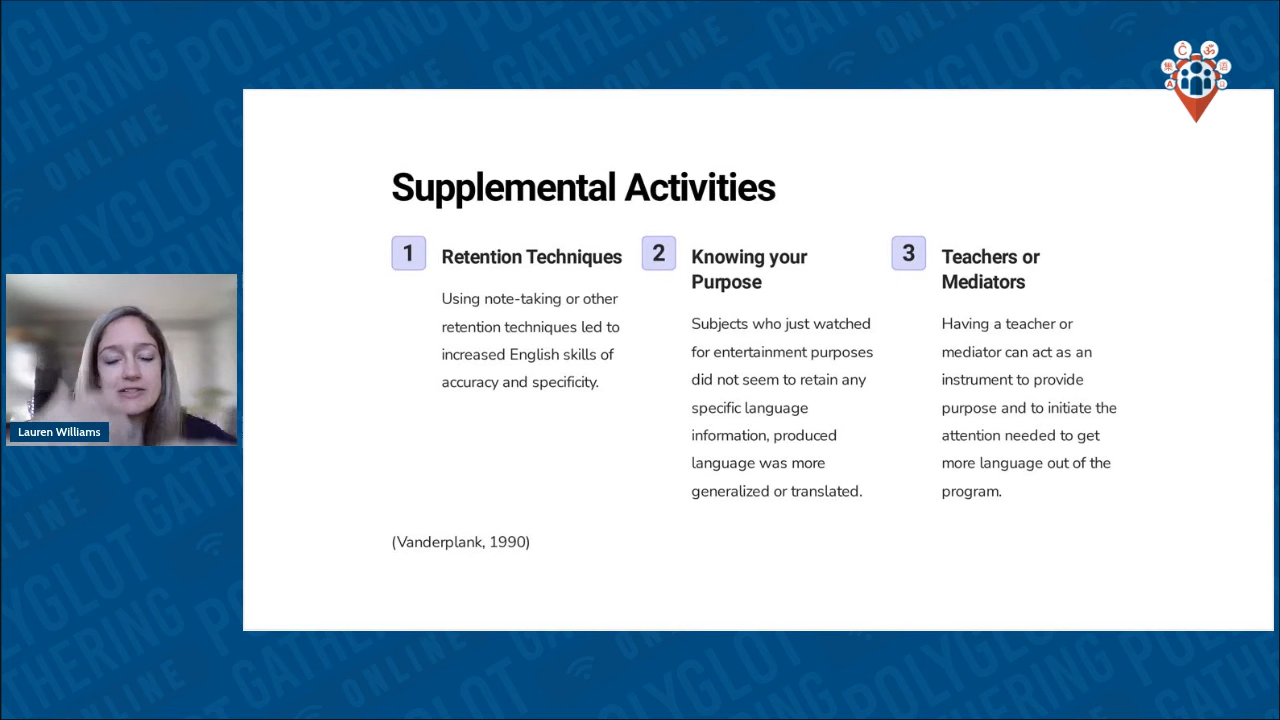 Supplemental Activities
1
Retention Techniques
Using note-taking or other
retention techniques led to
increased English skills of
accuracy and specificity.
2
Knowing your
Purpose
Subjects who just watched
for entertainment purposes
did not seem to retain any
specific language
information, produced
language was more
generalized or translated.
3
Teachers or
Mediators
Having a teacher or
mediator can act as an
instrument to provide
purpose and to initiate the
attention needed to get
more language out of the
program.
(Vanderplank, 1990)
Lauren Williams
POLYGLOT
GATHERING
ONLINE